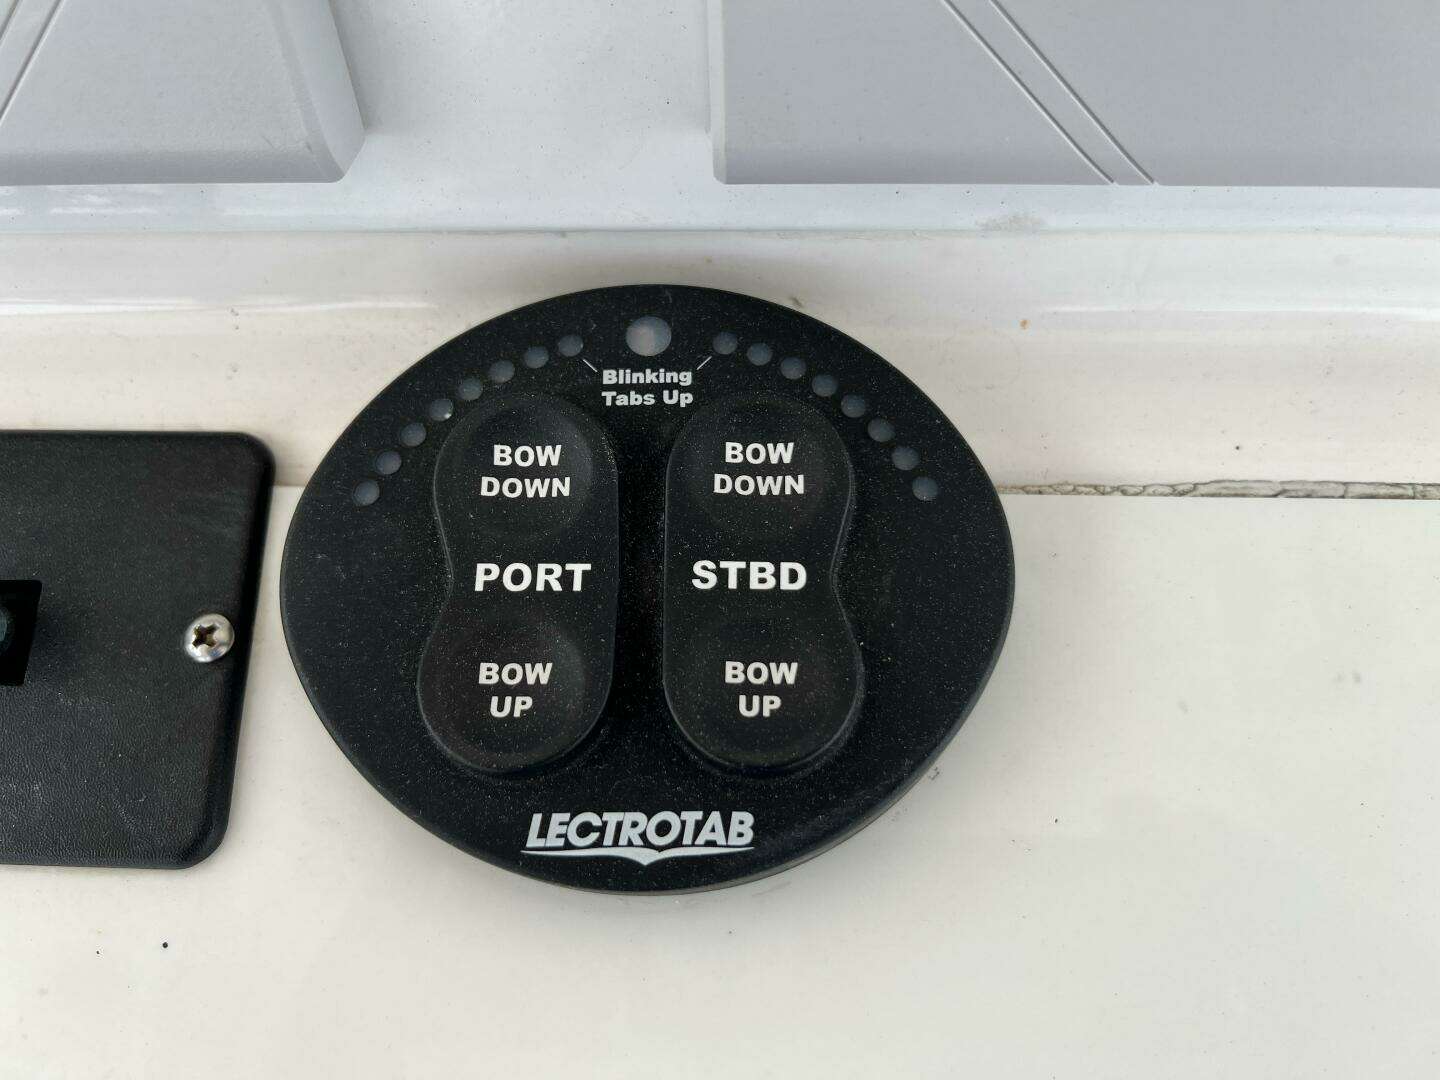 Blinking
Tabs Up
BOW
DOWN
PORT
BOW
UP
BOW
DOWN
STBD
BOW
UP
LECTROTAB